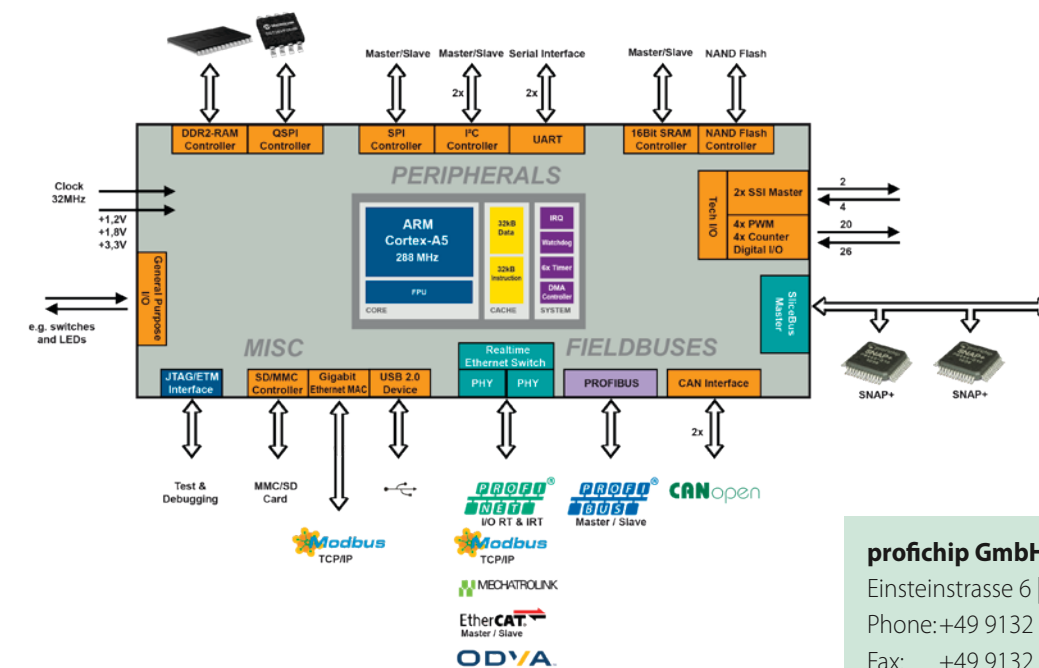 Master/Slave Master/Slave Serial Interface
Master/Slave NAND Flash
2x
2x
DDR2-RAM
Controller
QSPI
Controller
SPI
Controller
I²C
Controller
UART
16Bit SRAM
Controller
NAND Flash
Controller
PERIPHERALS
Clock
32MHz
+1,2V
+1,8V
+3,3V
General Purpose
I/O
e.g. switches
and LEDs
ARM
Cortex-A5
288 MHz
FPU
CORE
32kB
Data
32kB
Instruction
CACHE
IRQ
Watchdog
6x Timer
DMA
Controller
SYSTEM
Tech I/O
2x SSI Master
4x PWM
4x Counter
Digital I/O
2
4
20
26
SliceBus
Master
SNAP+
SNAP+
SNAP+
SNAP+
MISC
FIELDBUSES
JTAG/ETM
Interface
SD/MMC
Controller
Gigabit
Ethernet MAC
USB 2.0
Device
Realtime
Ethernet Switch
PHY
PHY
PROFIBUS
CAN Interface
2x
Test &
Debugging
MMC/SD
Card
Modbus
TCP/IP
PROFI®
NET
I/O RT & IRT
Modbus
TCP/IP
MECHATROLINK
EtherCAT.
Master / Slave
ODVA
PROFI®
BUS
Master / Slave
CANopen
profichip GmbH
Einsteinstrasse 6 |
Phone: +49 9132
Fax: +49 9132